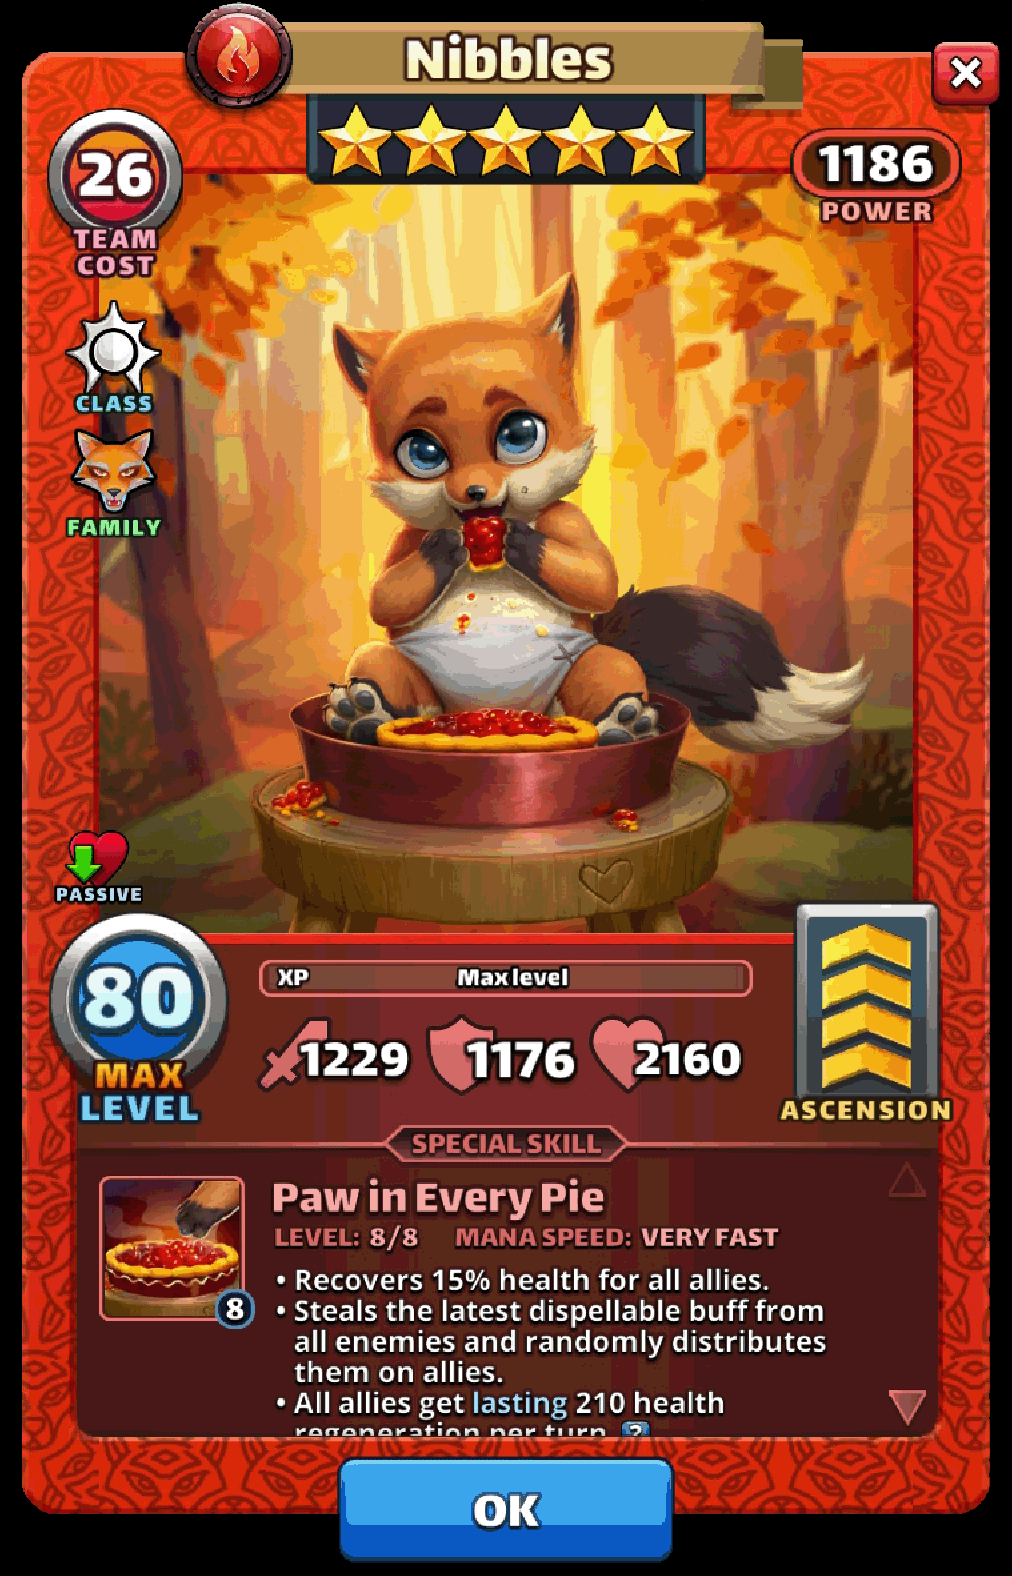 Nibbles
26
TEAM
COST
1186
POWER
CLASS
FAMILY
PASSIVE
80
MAX
LEVEL
XP Max level
1229 1176 2160
ASCENSION
SPECIAL SKILL
Paw in Every Pie
LEVEL: 8/8 MANA SPEED: VERY FAST
8
• Recovers 15% health for all allies.
• Steals the latest dispellable buff from
all enemies and randomly distributes
them on allies.
• All allies get lasting 210 health
regeneration per turn. ?
OK